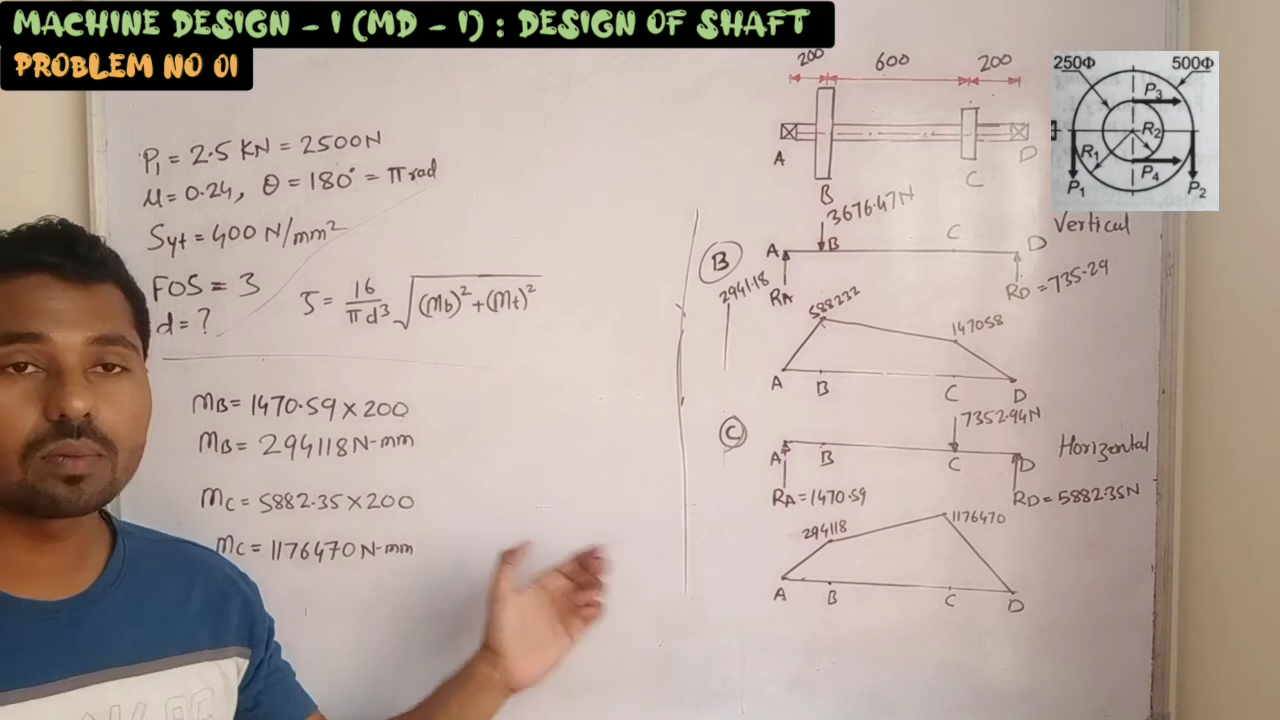 MACHINE DESIGN - I (MD - I) : DESIGN OF SHAFT
PROBLEM NO 01
P1 = 2.5 KN = 2500N
μ = 0.24, θ = 180° = π rad
Syt = 400 N/mm²
FOS = 3
d = ?
τ = 16/πd³ √(Mb)²+(Mt)²
MB = 1470.59 × 200
MB = 294118 N-mm
Mc = 5882.35 × 200
Mc = 1176470 N-mm
200 600 200
A
B
C
D
250Φ 500Φ
P3
R2
R1
P4
P1 P2
3676.47N
Vertical
B
A B C D
2941.18
RA
RD = 735.29
588232
147058
A B C D
7352.94N
C
Horizontal
A B C D
RA = 1470.59
RD = 5882.35N
294118
1176470
A B C D